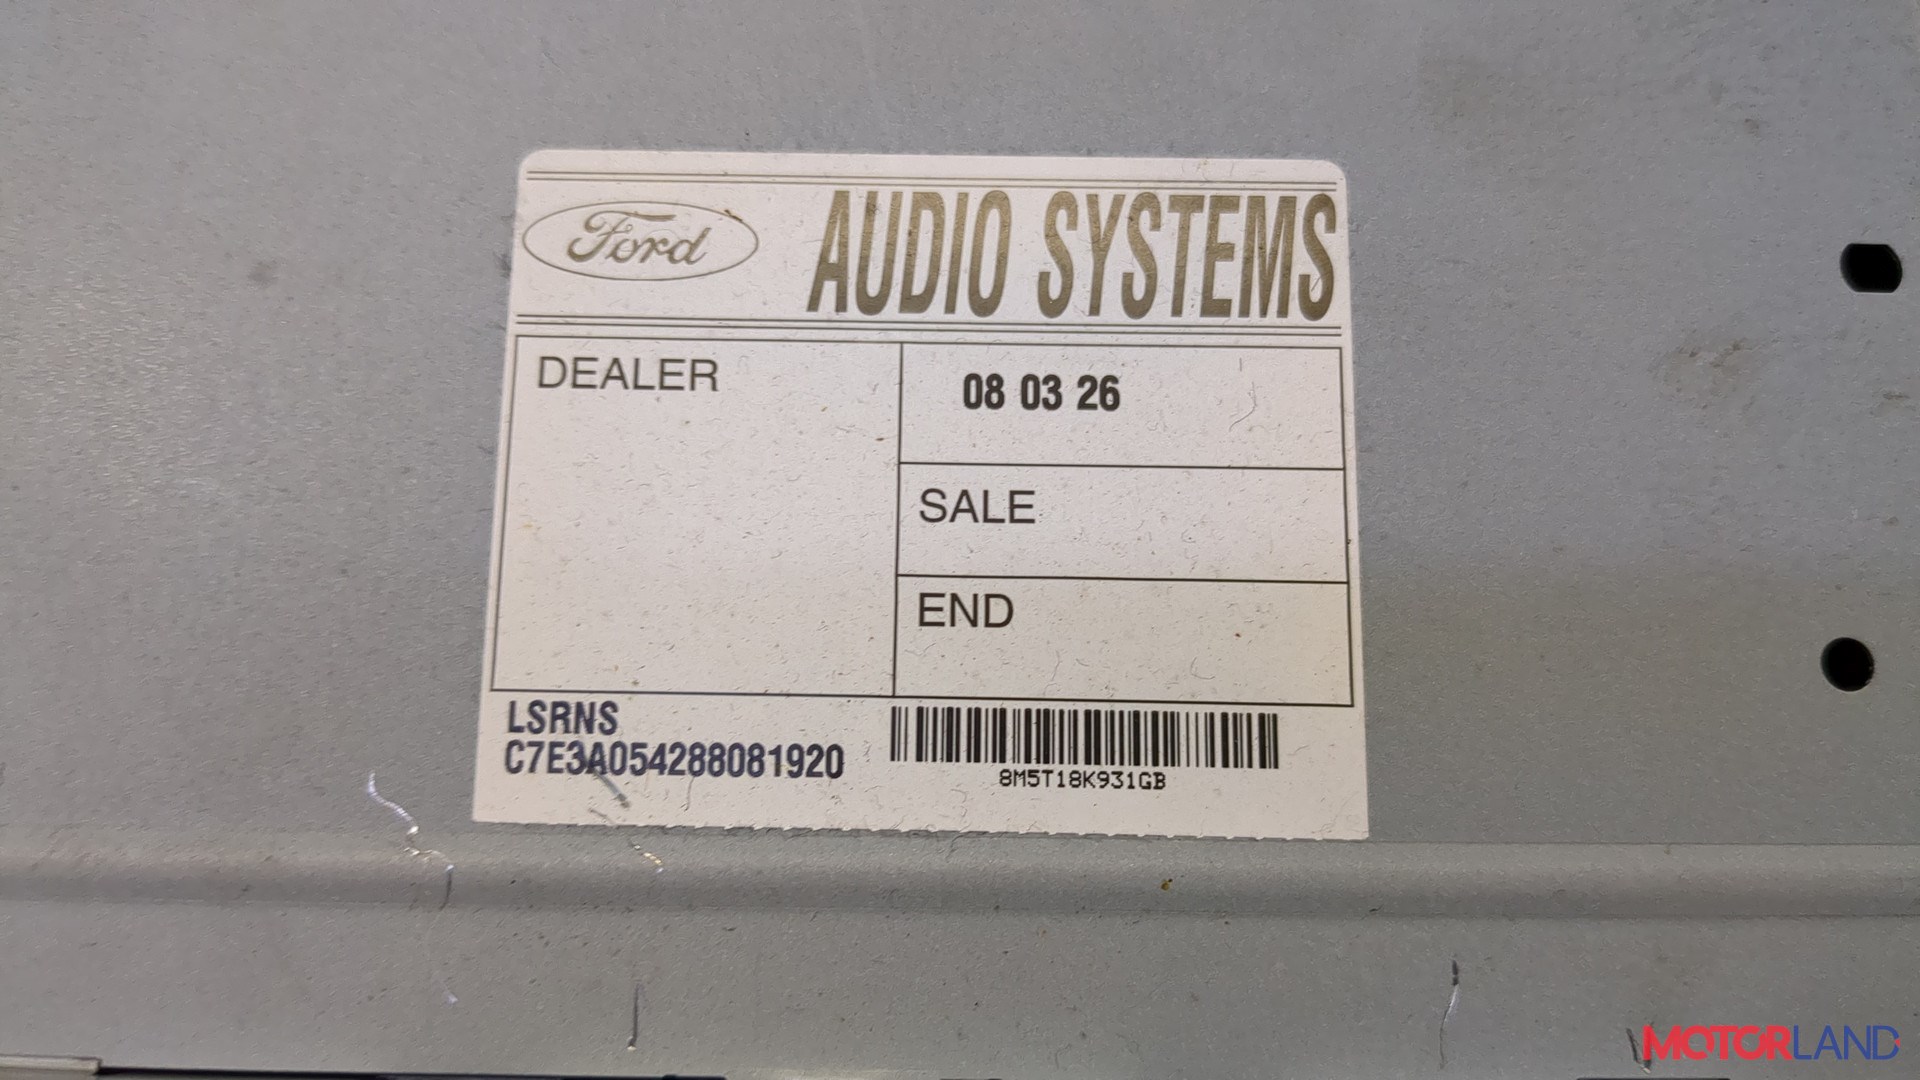 Ford AUDIO SYSTEMS
DEALER
08 03 26
SALE
END
LSRNS
C7E3A054288081920
8M5T18K931GB
MOTORLAND